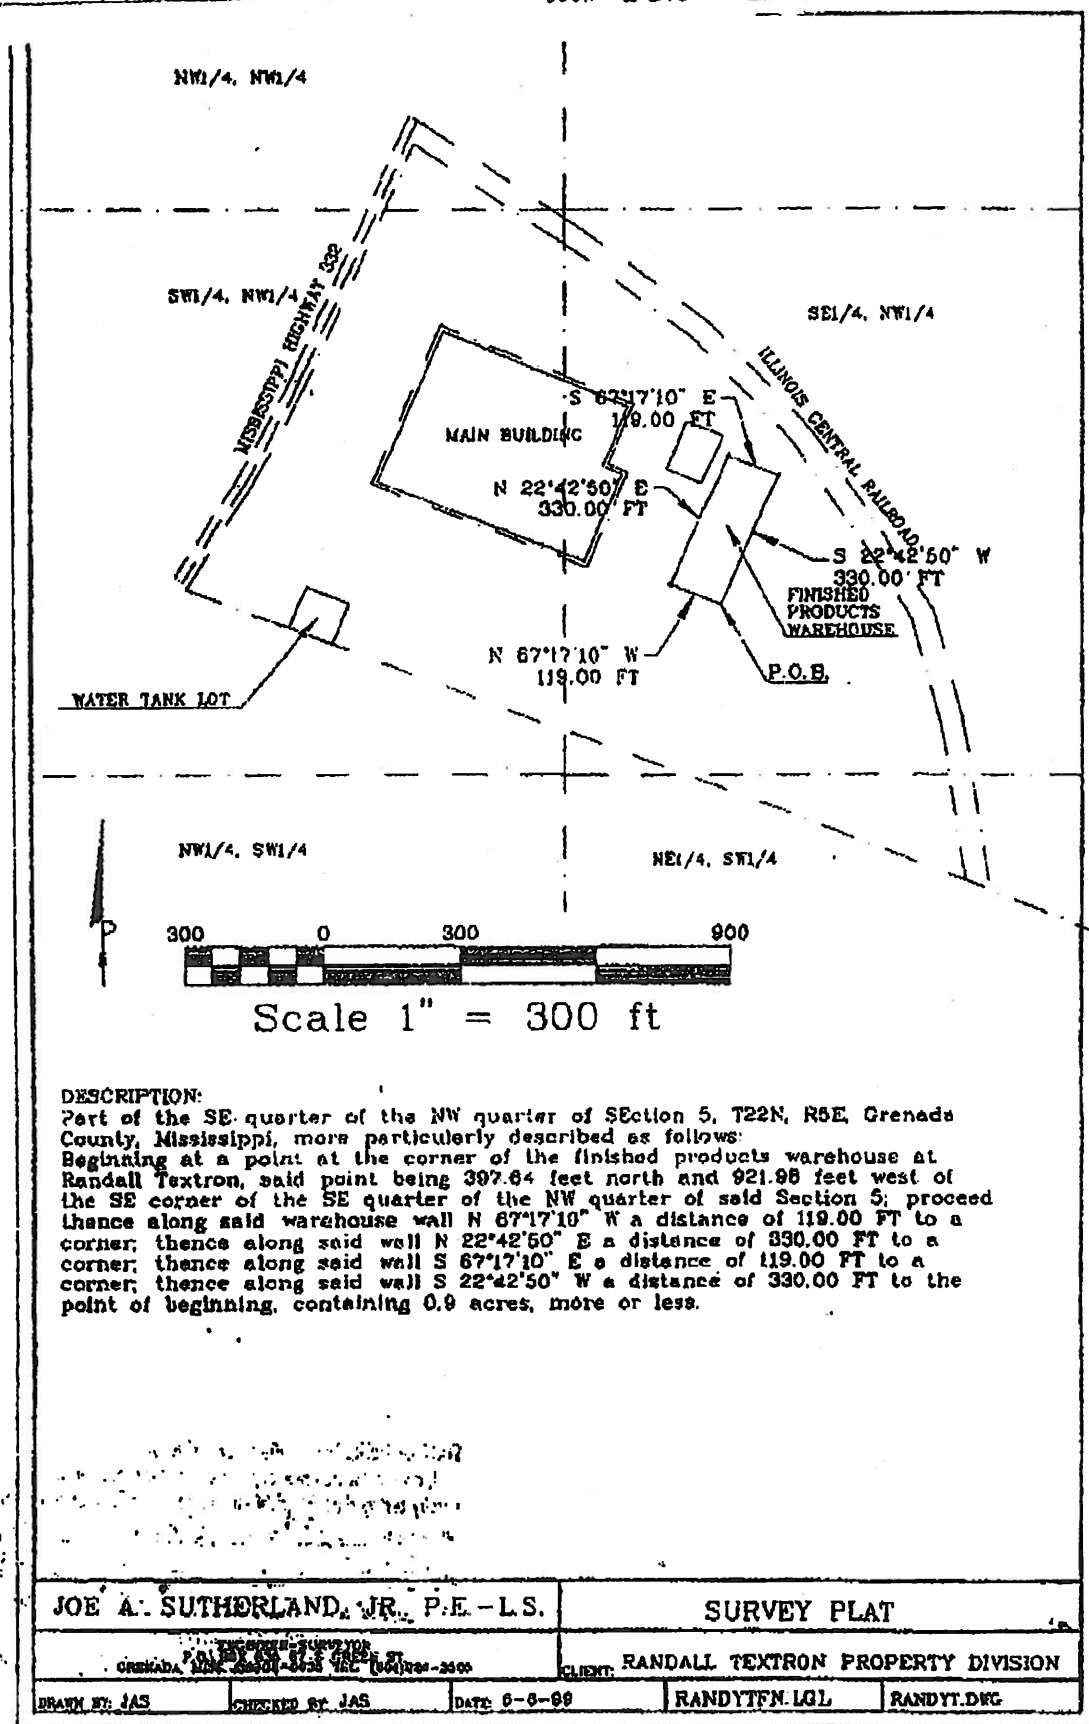 NW1/4, NW1/4
SW1/4, NW1/4
MISSISSIPPI HIGHWAY 332
SE1/4, NW1/4
ILLINOIS CENTRAL RAILROAD
S 67°17'10" E
119.00 FT
MAIN BUILDING
N 22°42'50" E
330.00 FT
S 22°42'50" W
330.00 FT
FINISHED
PRODUCTS
WAREHOUSE
N 67°17'10" W
119.00 FT
P.O.B.
WATER TANK LOT
NW1/4, SW1/4
NE1/4, SW1/4
300 0 300 900
Scale 1" = 300 ft
DESCRIPTION:
Part of the SE quarter of the NW quarter of SEction 5, T22N, R5E, Grenada
County, Mississippi, more particularly described as follows:
Beginning at a point at the corner of the finished products warehouse at
Randall Textron, said point being 397.64 feet north and 921.98 feet west of
the SE corner of the SE quarter of the NW quarter of said Section 5; proceed
thence along said warehouse wall N 67°17'10" W a distance of 119.00 FT to a
corner; thence along said wall N 22°42'50" E a distance of 330.00 FT to a
corner; thence along said wall S 67°17'10" E a distance of 119.00 FT to a
corner; thence along said wall S 22°42'50" W a distance of 330.00 FT to the
point of beginning, containing 0.9 acres, more or less.
JOE A. SUTHERLAND, JR., P.E.-L.S.
SURVEY PLAT
ENGINEER-SURVEYOR
GREEN ST.
GRENADA, MISS.
CLIENT: RANDALL TEXTRON PROPERTY DIVISION
DRAWN BY: JAS
CHECKED BY: JAS
DATE:
RANDYTFN.LGL
RANDYT.DWG